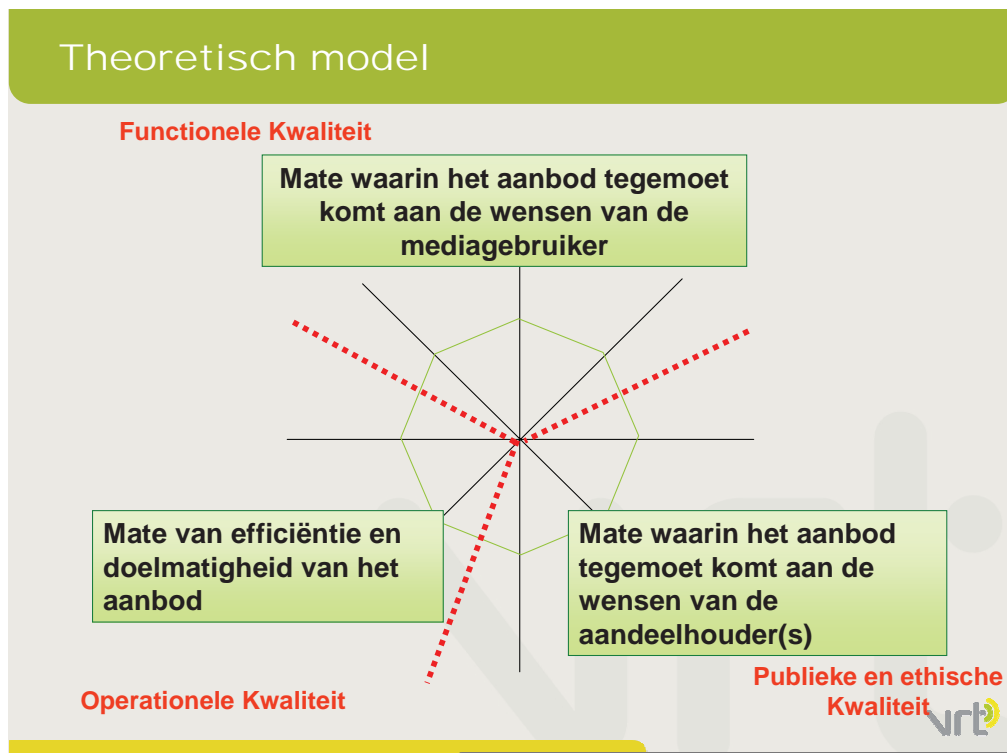 Theoretisch model
Functionele Kwaliteit
Mate waarin het aanbod tegemoet
komt aan de wensen van de
mediagebruiker
Mate van efficiëntie en
doelmatigheid van het
aanbod
Mate waarin het aanbod
tegemoet komt aan de
wensen van de
aandeelhouder(s)
Operationele Kwaliteit
Publieke en ethische
Kwaliteit
vrt